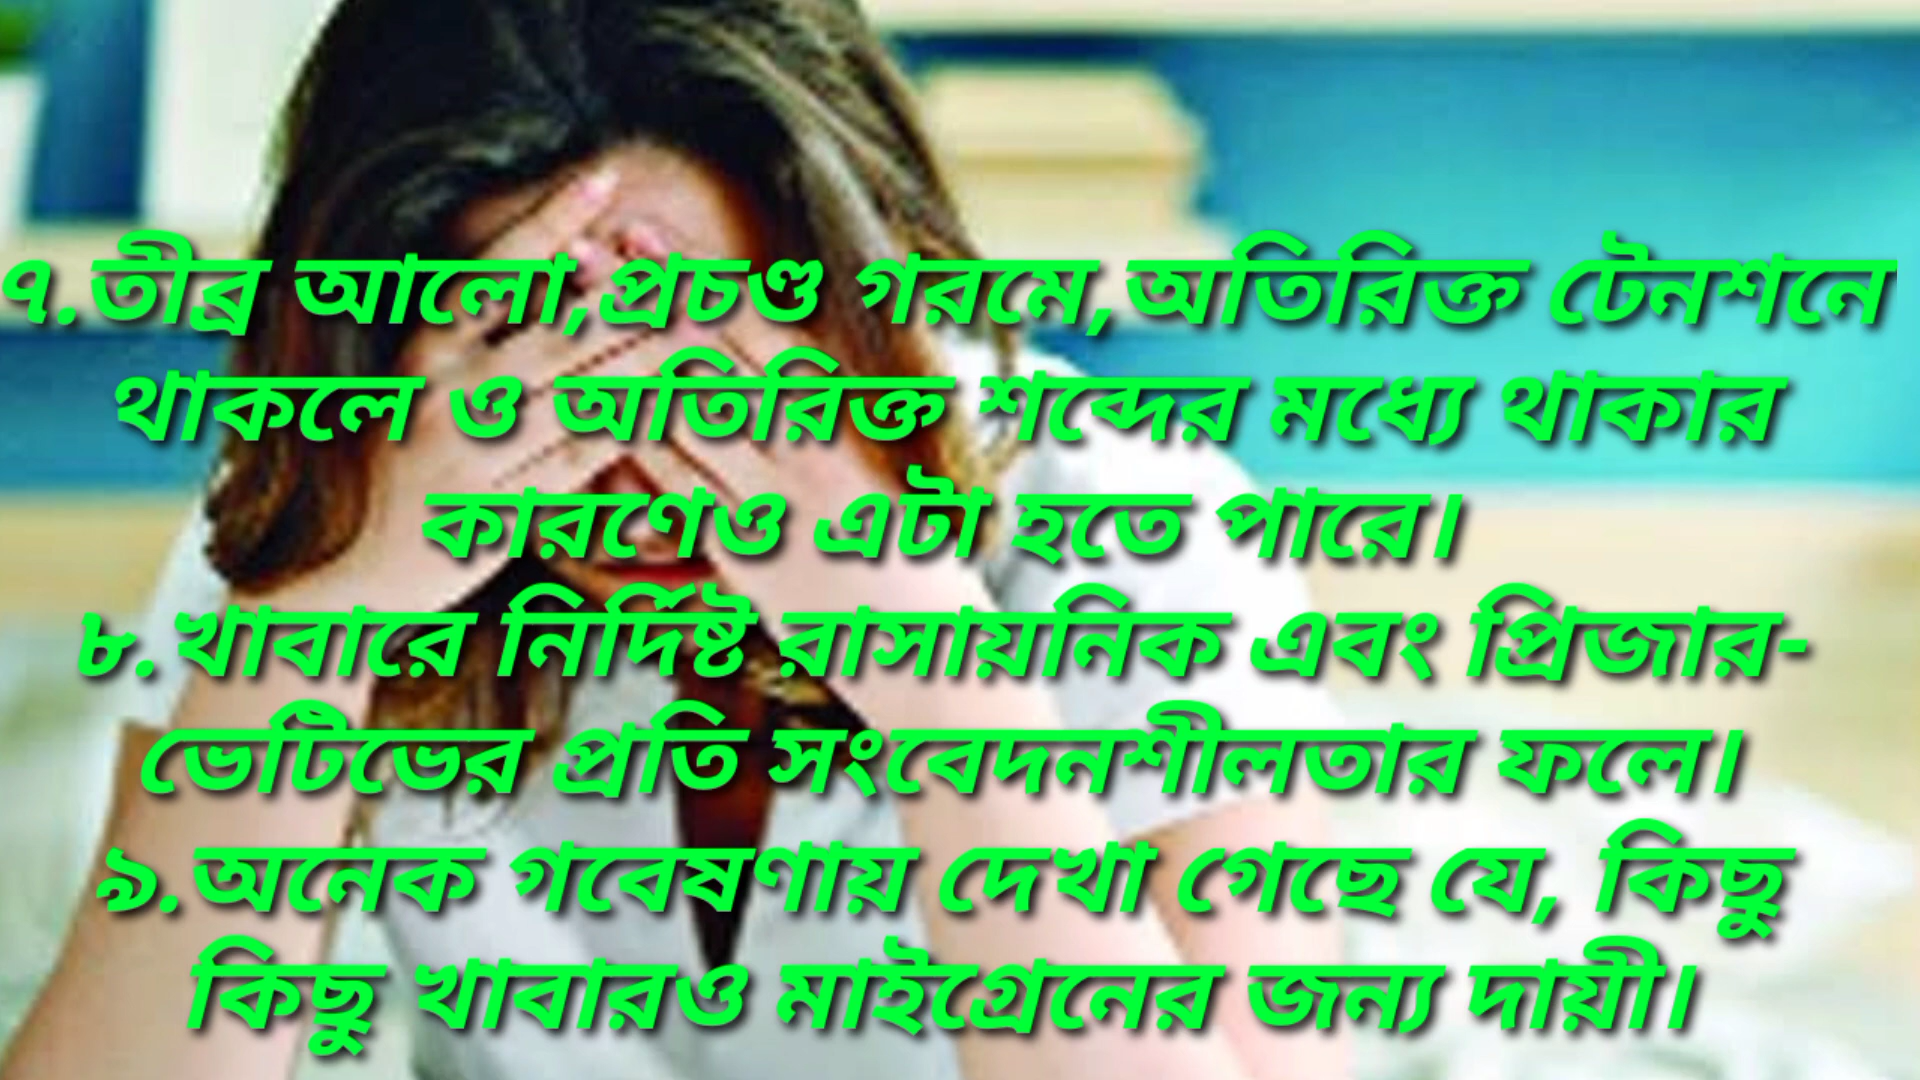 ৭.তীব্র আলো,প্রচণ্ড গরমে,অতিরিক্ত টেনশনে
থাকলে ও অতিরিক্ত শব্দের মধ্যে থাকার
কারণেও এটা হতে পারে।
৮.খাবারে নির্দিষ্ট রাসায়নিক এবং প্রিজার-
ভেটিভের প্রতি সংবেদনশীলতার ফলে।
৯.অনেক গবেষণায় দেখা গেছে যে, কিছু
কিছু খাবারও মাইগ্রেনের জন্য দায়ী।